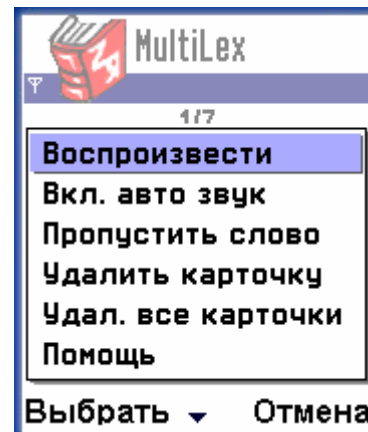 MultiLex
1/7
Воспроизвести
Вкл. авто звук
Пропустить слово
Удалить карточку
Удал. все карточки
Помощь
Выбрать Отмена